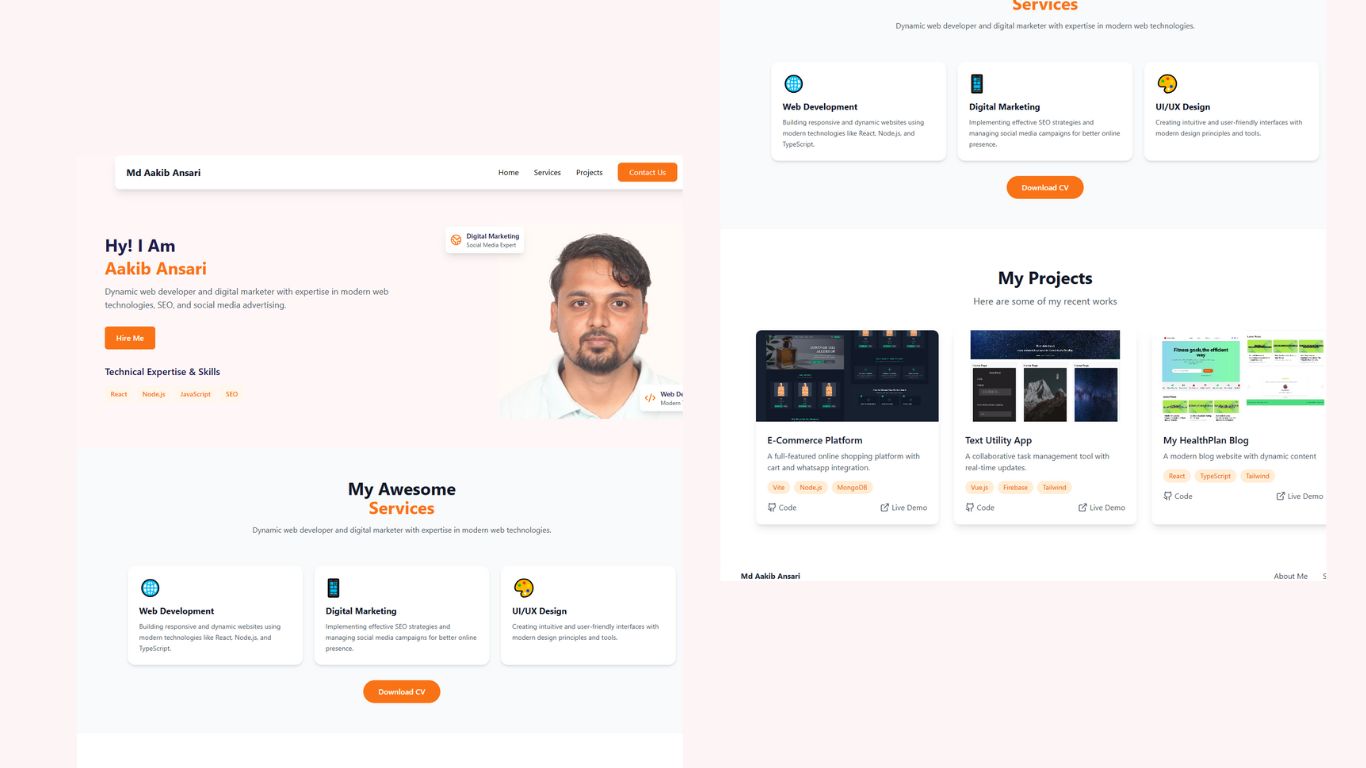 Md Aakib Ansari
Home
Services
Projects
Contact Us
Hy! I Am
Aakib Ansari
Dynamic web developer and digital marketer with expertise in modern web
technologies, SEO, and social media advertising.
Hire Me
Technical Expertise & Skills
React
Node.js
JavaScript
SEO
Digital Marketing
Social Media Expert
Web De
Modern
My Awesome
Services
Dynamic web developer and digital marketer with expertise in modern web technologies.
Web Development
Building responsive and dynamic websites using
modern technologies like React, Node.js, and
TypeScript.
Digital Marketing
Implementing effective SEO strategies and
managing social media campaigns for better online
presence.
UI/UX Design
Creating intuitive and user-friendly interfaces with
modern design principles and tools.
Download CV
Services
Dynamic web developer and digital marketer with expertise in modern web technologies.
Web Development
Building responsive and dynamic websites using
modern technologies like React, Node.js, and
TypeScript.
Digital Marketing
Implementing effective SEO strategies and
managing social media campaigns for better online
presence.
UI/UX Design
Creating intuitive and user-friendly interfaces with
modern design principles and tools.
Download CV
My Projects
Here are some of my recent works
E-Commerce Platform
A full-featured online shopping platform with
cart and whatsapp integration.
Vite
Node.js
MongoDB
Code
Live Demo
Text Utility App
A collaborative task management tool with
real-time updates.
Vue.js
Firebase
Tailwind
Code
Live Demo
Fitness goals, the efficient
way
My HealthPlan Blog
A modern blog website with dynamic content
React
TypeScript
Tailwind
Code
Live Demo
Md Aakib Ansari
About Me
S